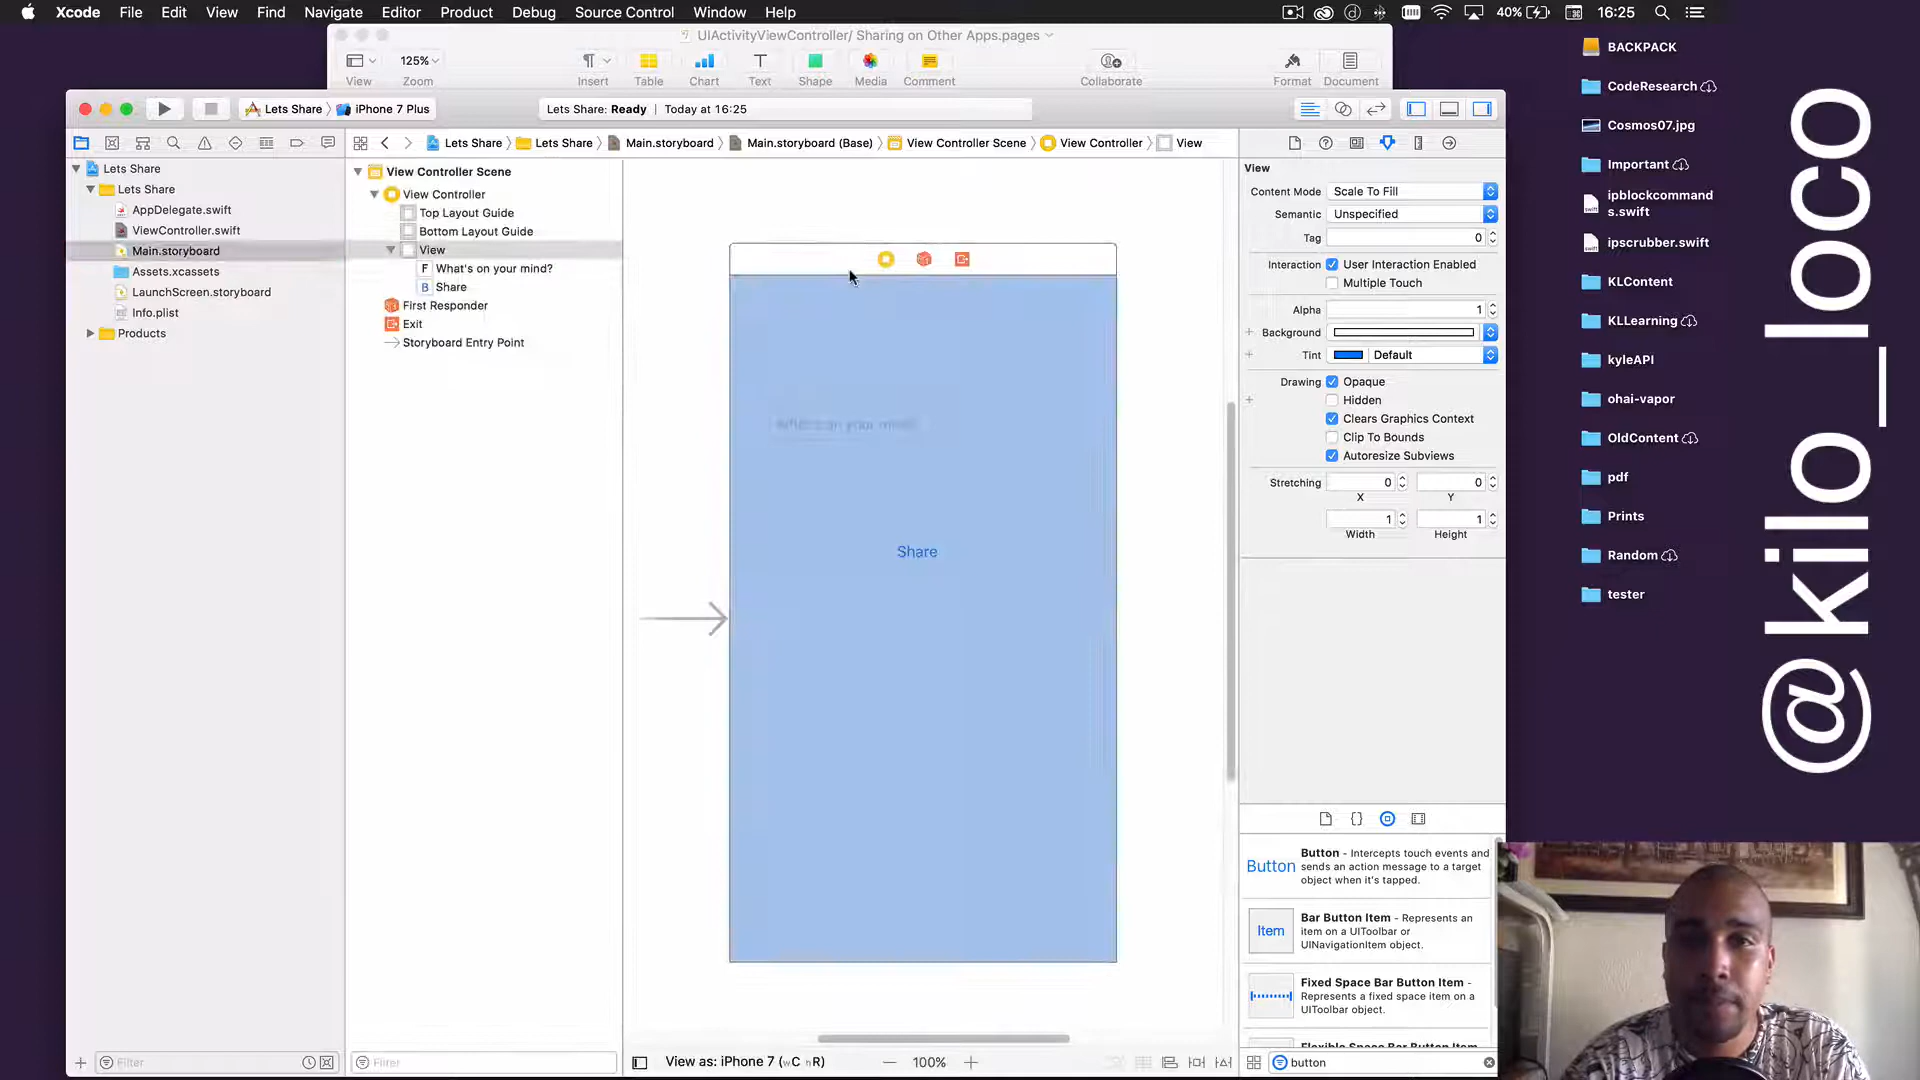 Xcode File Edit View Find Navigate Editor Product Debug Source Control Window Help 40% 16:25
UIActivityViewController/ Sharing on Other Apps.pages
125%
View Zoom Insert Table Chart Text Shape Media Comment Collaborate Format Document
Lets Share iPhone 7 Plus Lets Share: Ready | Today at 16:25
Lets Share Lets Share Main.storyboard Main.storyboard (Base) View Controller Scene View Controller View
Lets Share
Lets Share
AppDelegate.swift
ViewController.swift
Main.storyboard
Assets.xcassets
LaunchScreen.storyboard
Info.plist
Products
Filter
View Controller Scene
View Controller
Top Layout Guide
Bottom Layout Guide
View
F What's on your mind?
B Share
First Responder
Exit
Storyboard Entry Point
Filter
What's on your mind?
Share
View as: iPhone 7 (wC hR)
100%
View
Content Mode Scale To Fill
Semantic Unspecified
Tag 0
Interaction User Interaction Enabled
Multiple Touch
Alpha 1
Background
Tint Default
Drawing Opaque
Hidden
Clears Graphics Context
Clip To Bounds
Autoresize Subviews
Stretching 0 0
X Y
1 1
Width Height
{}
Button
Button - Intercepts touch events and
sends an action message to a target
object when it's tapped.
Item
Bar Button Item - Represents an
item on a UIToolbar or
UINavigationItem object.
Fixed Space Bar Button Item -
Represents a fixed space item on a
UIToolbar object.
Flexible Space Bar Button Item
button
BACKPACK
CodeResearch
Cosmos07.jpg
Important
ipblockcommand
s.swift
ipscrubber.swift
KLContent
KLLearning
kyleAPI
ohai-vapor
OldContent
pdf
Prints
Random
tester
@kilo_loco